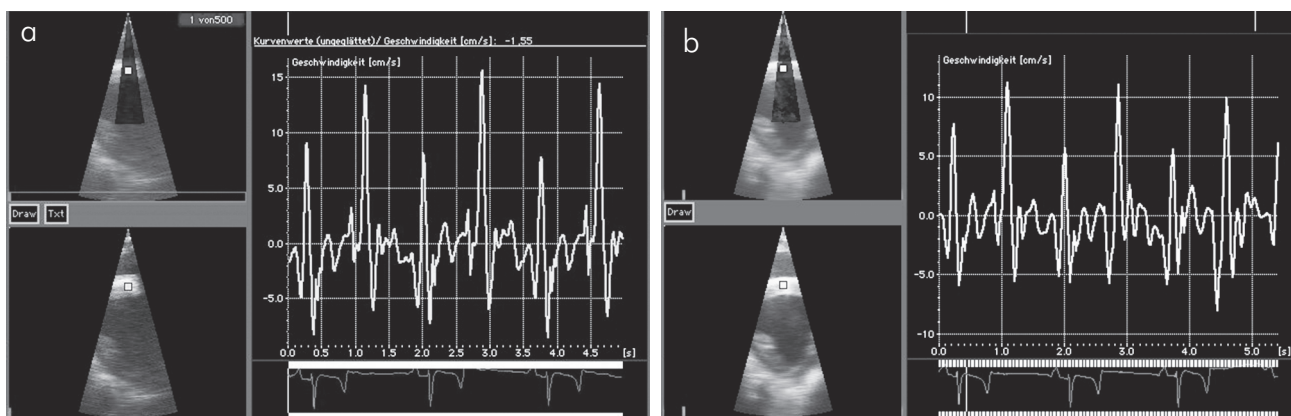 a
1 von500
Kurvenwerte (ungeglättet)/ Geschwindigkeit [cm/s]: -1.55
Geschwindigkeit [cm/s]
15
10
5.0
0.0
-5.0
0.0 0.5 1.0 1.5 2.0 2.5 3.0 3.5 4.0 4.5 [s]
Draw Txt
b
Geschwindigkeit [cm/s]
10
5.0
0.0
-5.0
-10
0.0 1.0 2.0 3.0 4.0 5.0 [s]
Draw